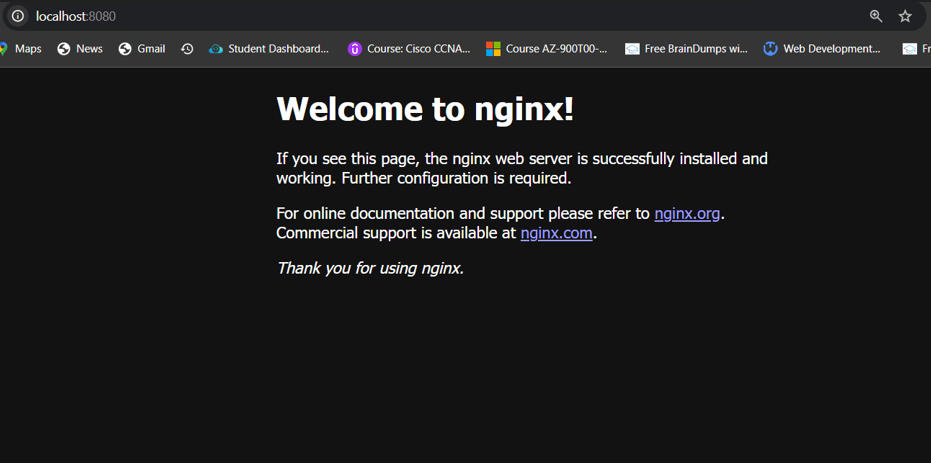 localhost:8080
Maps News Gmail Student Dashboard... Course: Cisco CCNA... Course AZ-900T00-... Free BrainDumps wi... Web Development... Fr
Welcome to nginx!
If you see this page, the nginx web server is successfully installed and
working. Further configuration is required.
For online documentation and support please refer to nginx.org.
Commercial support is available at nginx.com.
Thank you for using nginx.